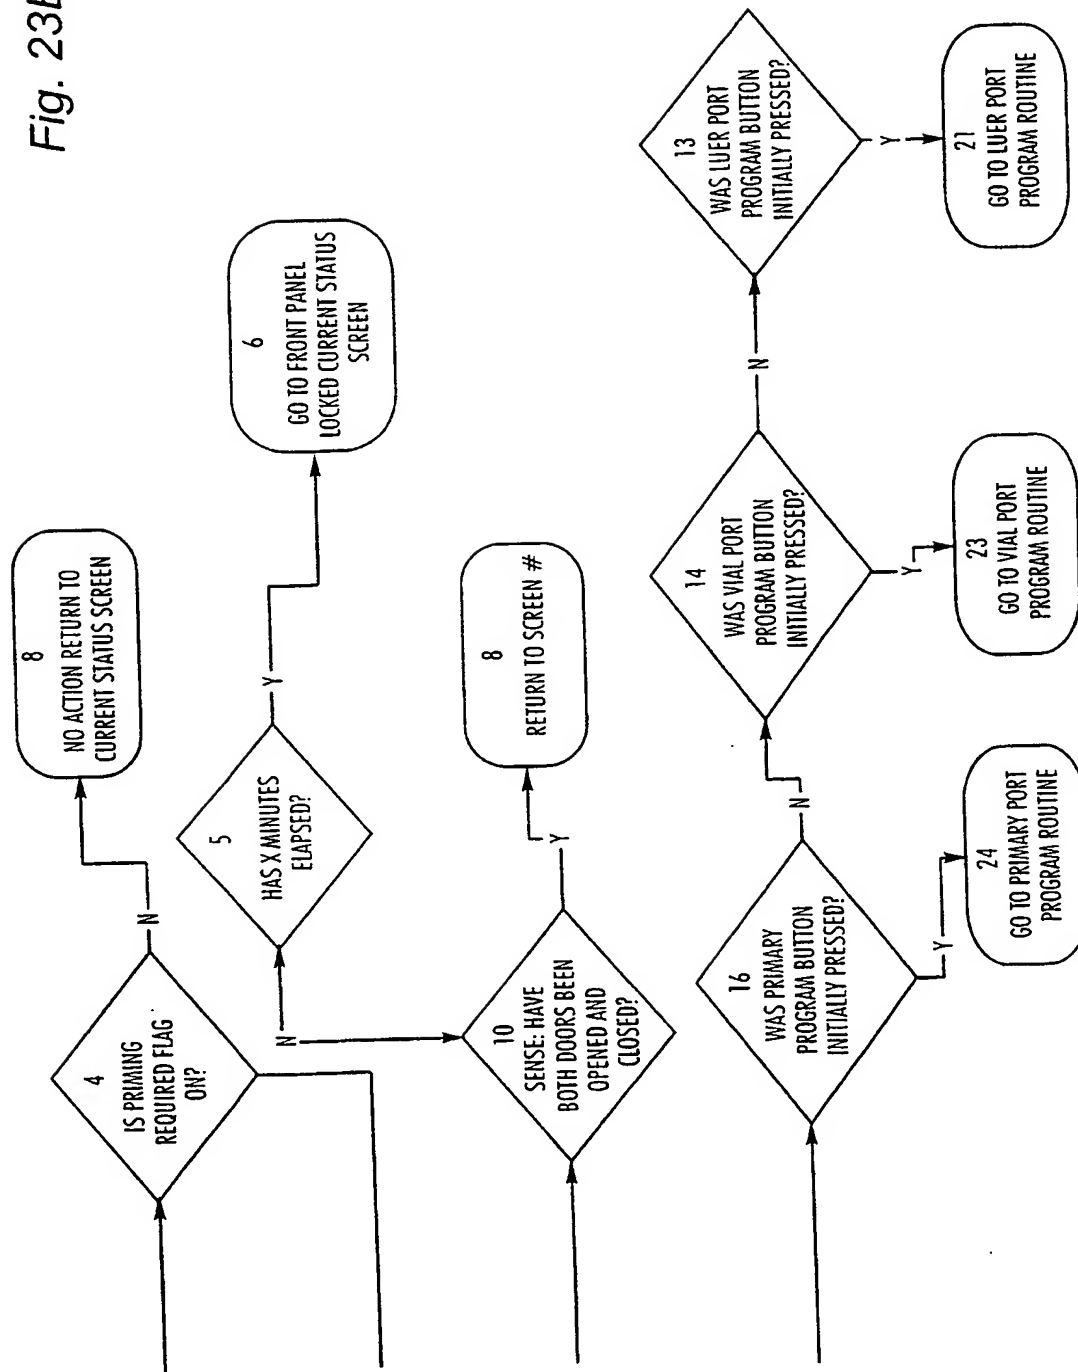 Fig. 23B
4
IS PRIMING
REQUIRED FLAG
ON?
N
8
NO ACTION RETURN TO
CURRENT STATUS SCREEN
5
HAS X MINUTES
ELAPSED?
Y
N
6
GO TO FRONT PANEL
LOCKED CURRENT STATUS
SCREEN
10
SENSE: HAVE
BOTH DOORS BEEN
OPENED AND
CLOSED?
Y
8
RETURN TO SCREEN #
16
WAS PRIMARY
PROGRAM BUTTON
INITIALLY PRESSED?
N
Y
24
GO TO PRIMARY PORT
PROGRAM ROUTINE
14
WAS VIAL PORT
PROGRAM BUTTON
INITIALLY PRESSED?
N
Y
23
GO TO VIAL PORT
PROGRAM ROUTINE
13
WAS LUER PORT
PROGRAM BUTTON
INITIALLY PRESSED?
Y
21
GO TO LUER PORT
PROGRAM ROUTINE